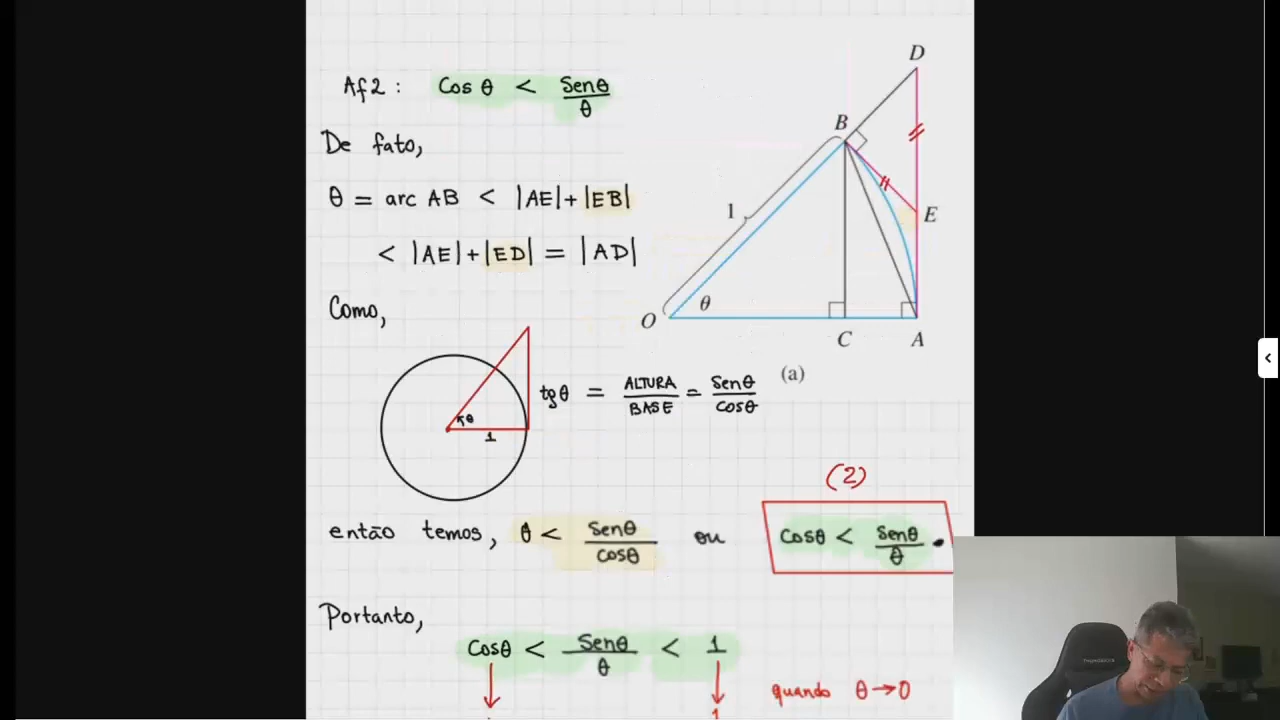 Af2: Cos θ < Senθ/θ
De fato,
θ = arc AB < |AE|+|EB|
< |AE|+|ED| = |AD|
D
B
1
E
O
θ
C
A
(a)
Como,
θ
1
tgθ = ALTURA/BASE = Senθ/cosθ
(2)
então temos, θ < Senθ/cosθ ou cosθ < Senθ/θ.
Portanto,
Cosθ < Senθ/θ < 1
quando θ→0